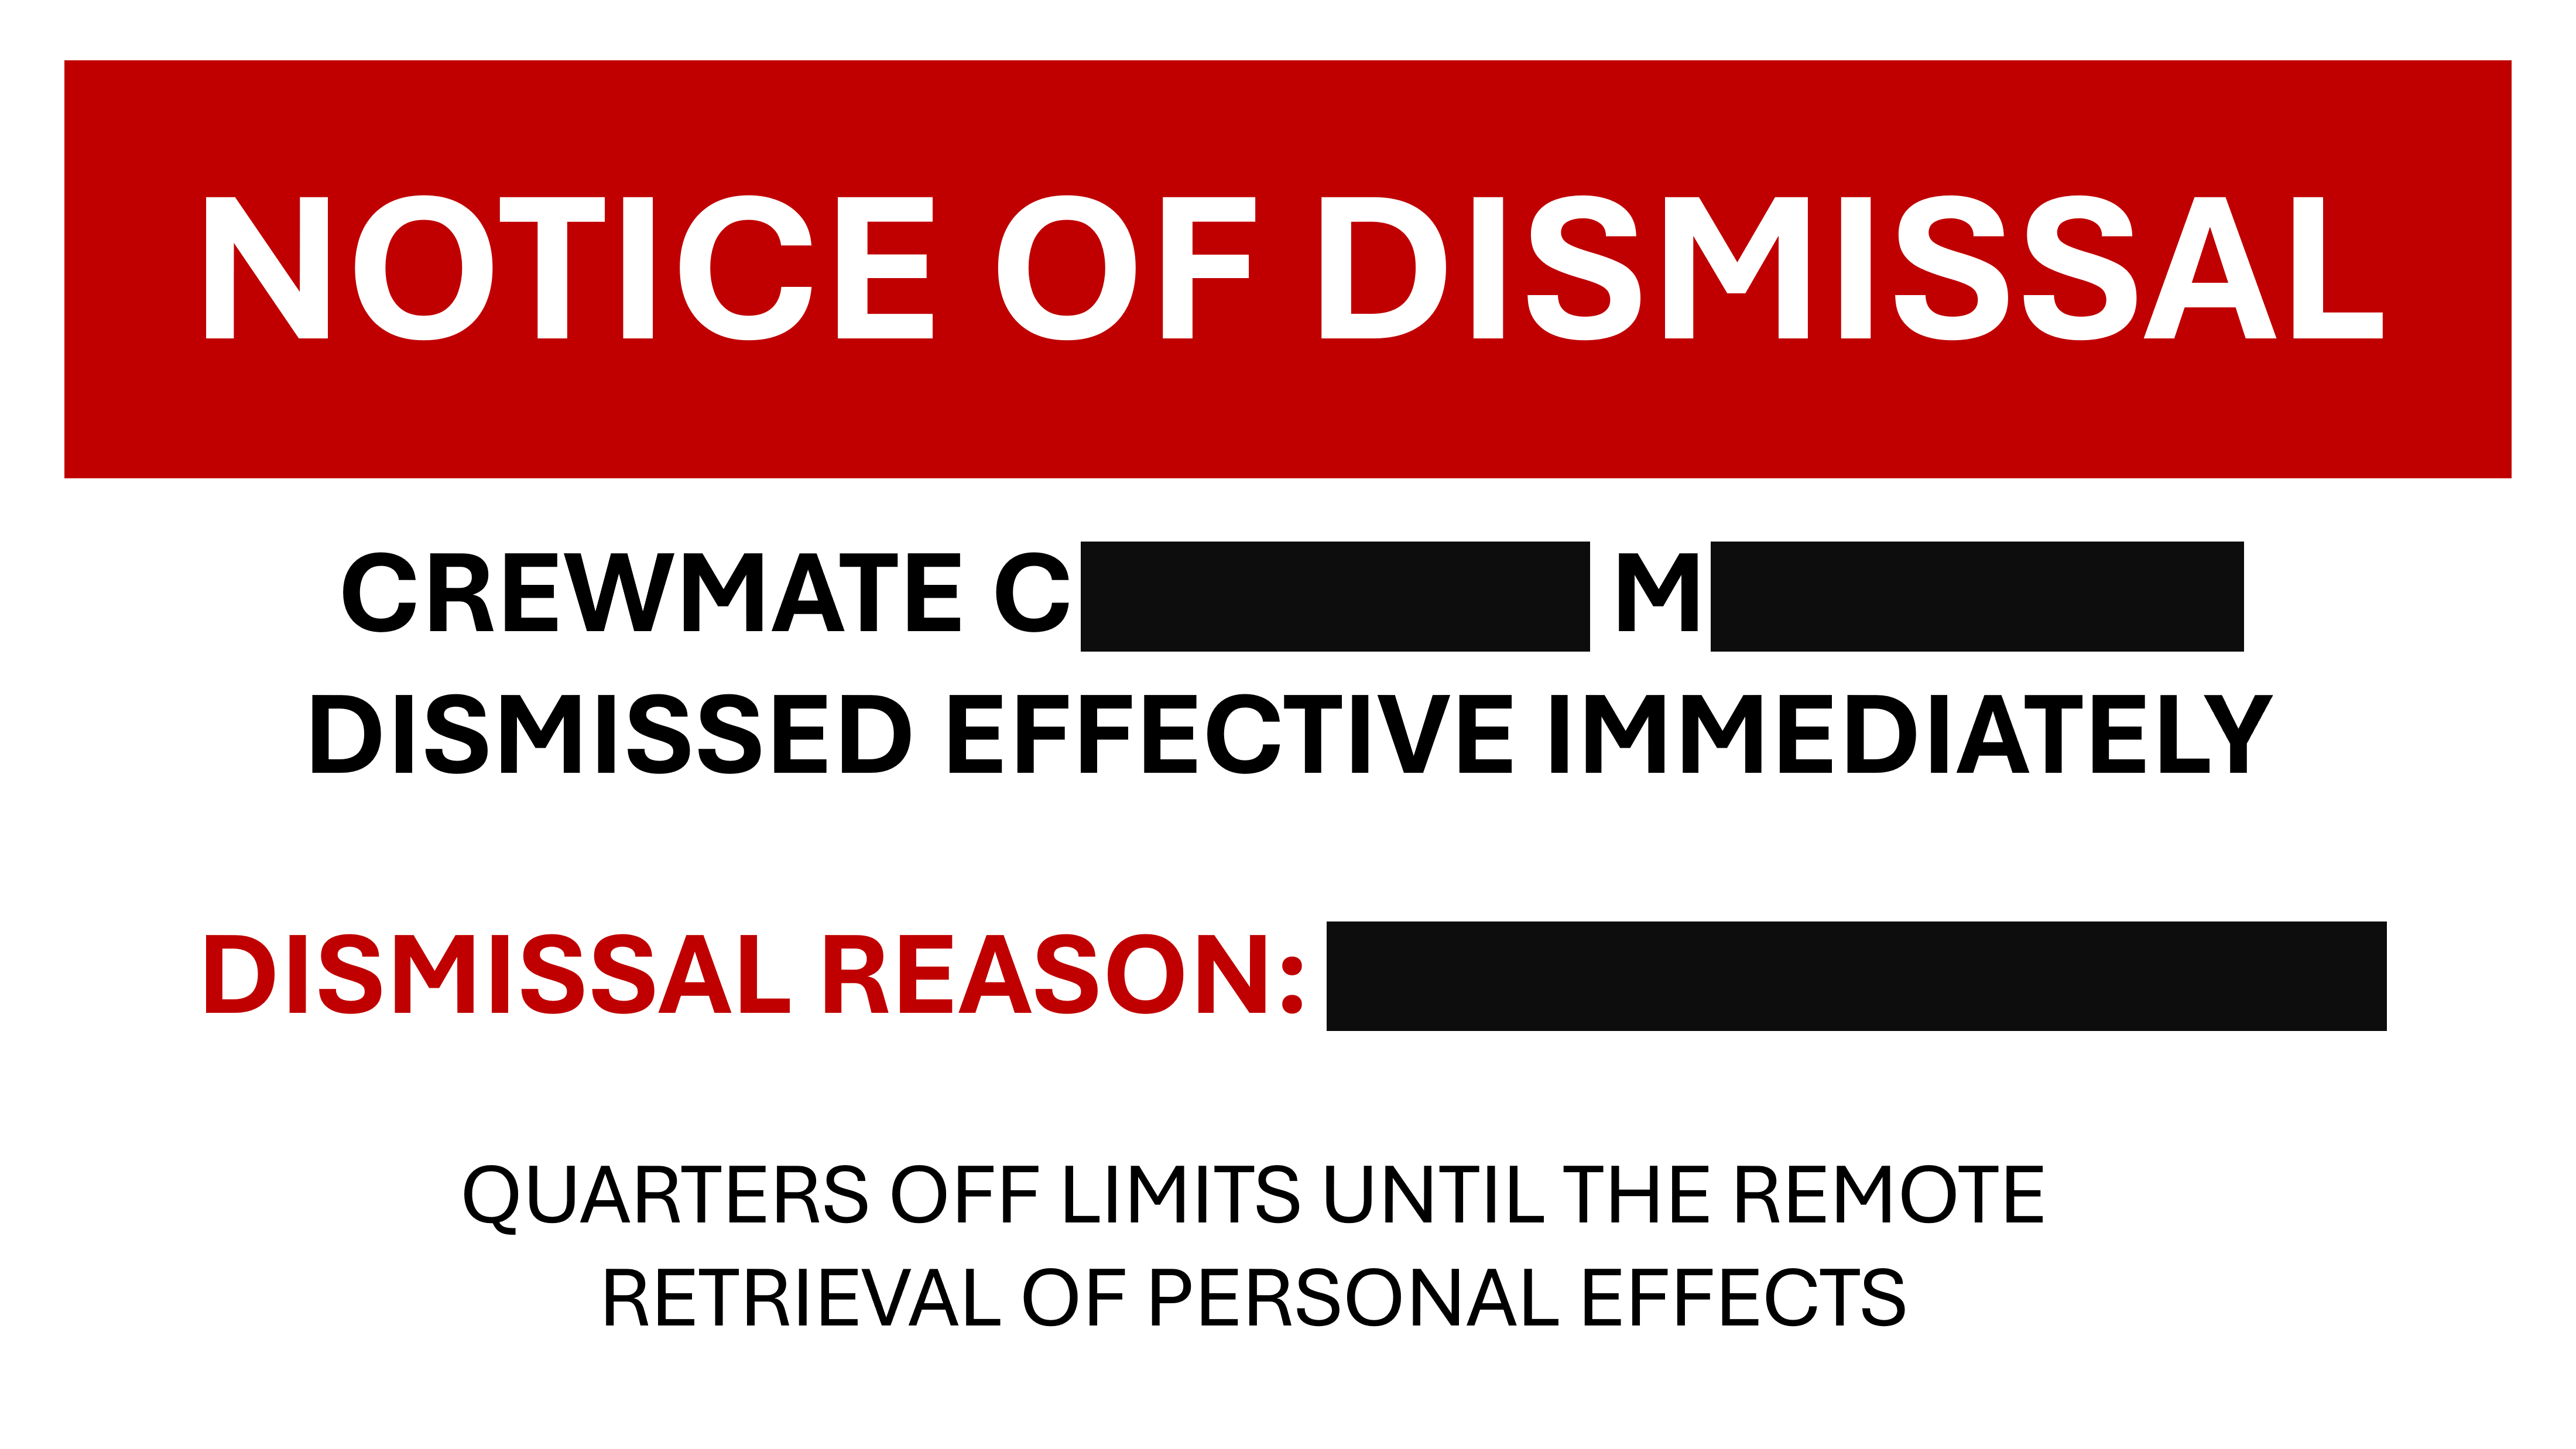 NOTICE OF DISMISSAL
CREWMATE C M
DISMISSED EFFECTIVE IMMEDIATELY
DISMISSAL REASON:
QUARTERS OFF LIMITS UNTIL THE REMOTE
RETRIEVAL OF PERSONAL EFFECTS